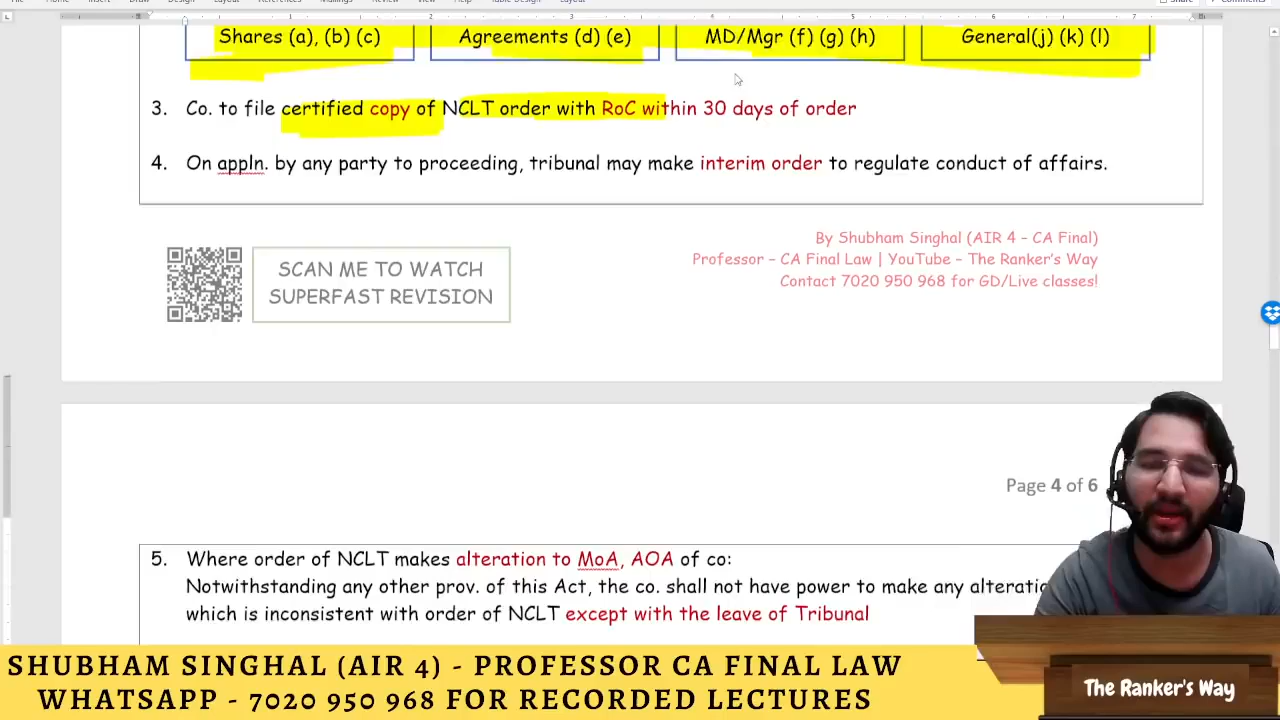 Shares (a), (b) (c)
Agreements (d) (e)
MD/Mgr (f) (g) (h)
General(j) (k) (l)
3. Co. to file certified copy of NCLT order with RoC within 30 days of order
4. On appln. by any party to proceeding, tribunal may make interim order to regulate conduct of affairs.
SCAN ME TO WATCH
SUPERFAST REVISION
By Shubham Singhal (AIR 4 – CA Final)
Professor – CA Final Law | YouTube – The Ranker's Way
Contact 7020 950 968 for GD/Live classes!
Page 4 of 6
5. Where order of NCLT makes alteration to MoA, AOA of co:
Notwithstanding any other prov. of this Act, the co. shall not have power to make any
which is inconsistent with order of NCLT except with the leave of Tribunal
SHUBHAM SINGHAL (AIR 4) - PROFESSOR CA FINAL LAW
WHATSAPP - 7020 950 968 FOR RECORDED LECTURES
The Ranker's Way